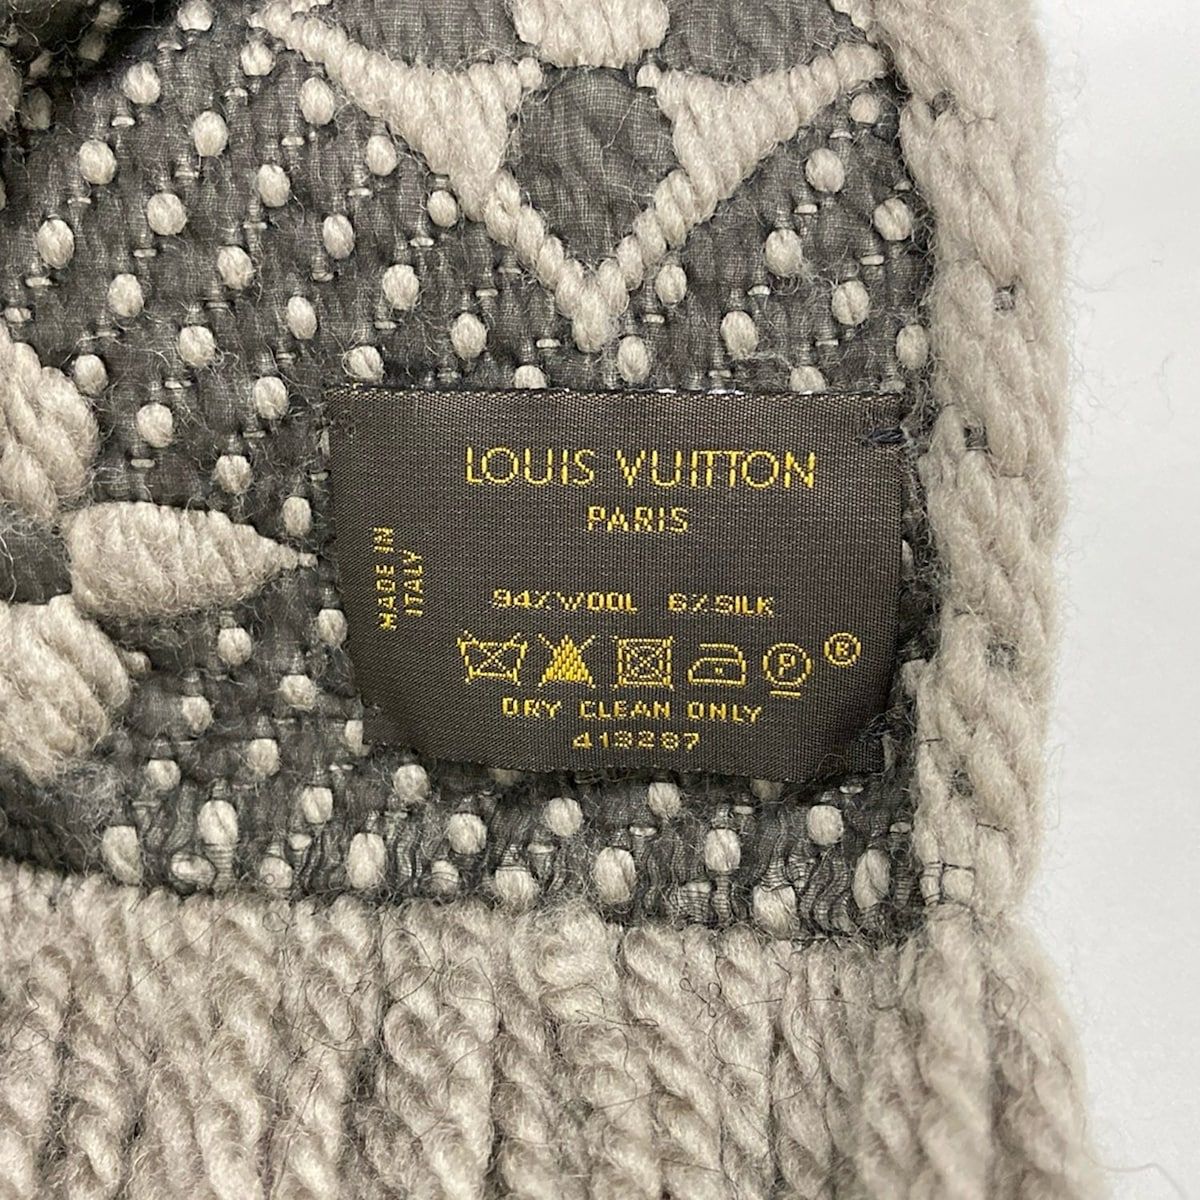 LOUIS VUITTON
PARIS
MADE IN
ITALY
94%WOOL 6%SILK
P
®
DRY CLEAN ONLY
413287